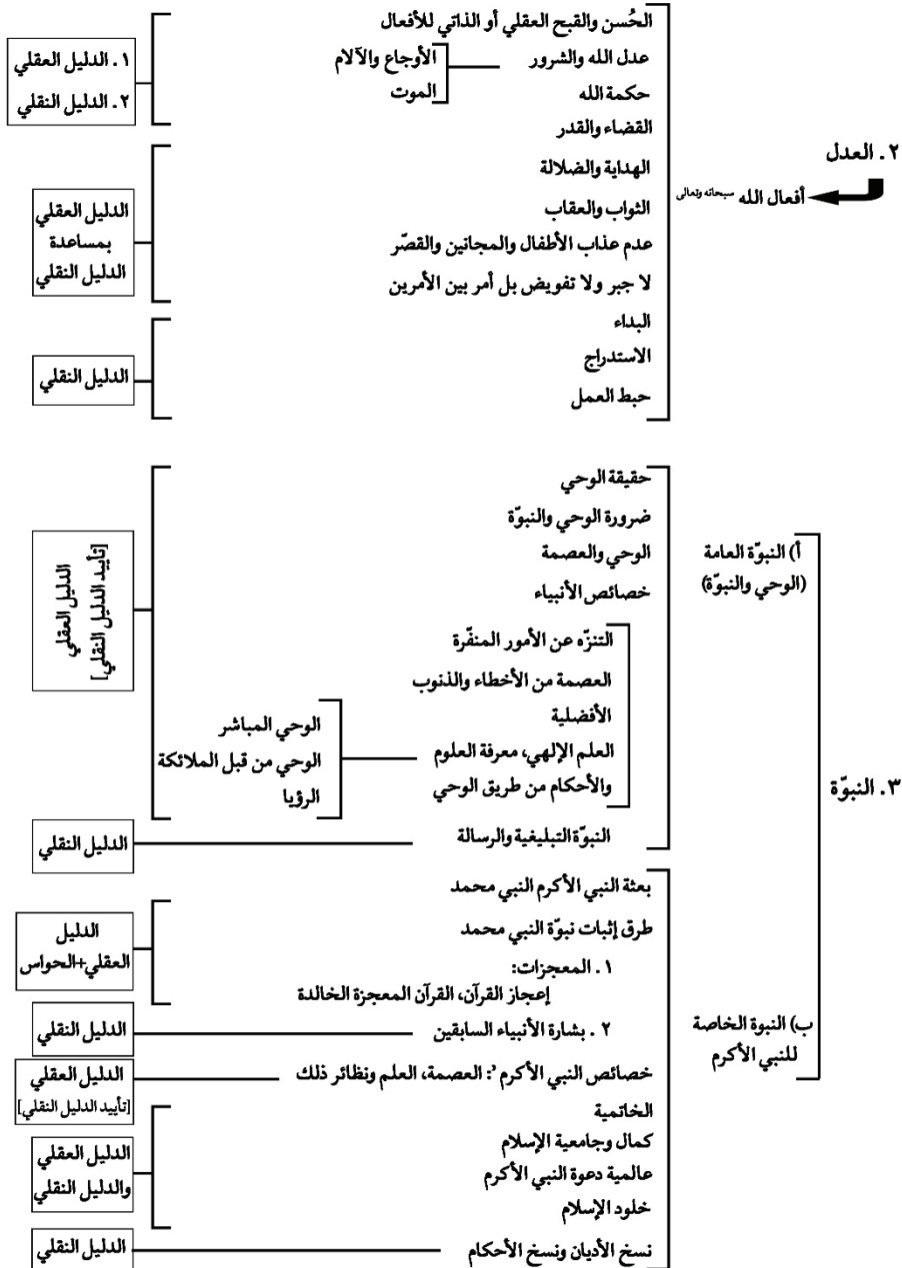 ٢. العدل
أفعال الله سبحانه وتعالى
الحُسن والقبح العقلي أو الذاتي للأفعال
عدل الله والشرور
الأوجاع والآلام
الموت
حكمة الله
القضاء والقدر
١. الدليل العقلي
٢. الدليل النقلي
الهداية والضلالة
الثواب والعقاب
عدم عذاب الأطفال والمجانين والقصّر
لا جبر ولا تفويض بل أمر بين الأمرين
الدليل العقلي
بمساعدة
الدليل النقلي
البداء
الاستدراج
حبط العمل
الدليل النقلي
٣. النبوّة
أ) النبوّة العامة
(الوحي والنبوّة)
حقيقة الوحي
ضرورة الوحي والنبوّة
الوحي والعصمة
خصائص الأنبياء
التنزّه عن الأمور المنفّرة
العصمة من الأخطاء والذنوب
الأفضلية
العلم الإلهي، معرفة العلوم
والأحكام من طريق الوحي
الوحي المباشر
الوحي من قبل الملائكة
الرؤيا
الدليل العقلي
[تأييد الدليل النقلي]
النبوّة التبليغية والرسالة
الدليل النقلي
ب) النبوة الخاصة
للنبي الأكرم
بعثة النبي الأكرم النبي محمد
طرق إثبات نبوّة النبي محمد
١. المعجزات:
إعجاز القرآن، القرآن المعجزة الخالدة
الدليل
العقلي+الحواس
٢. بشارة الأنبياء السابقين
الدليل النقلي
خصائص النبي الأكرم ': العصمة، العلم ونظائر ذلك
الدليل العقلي
[تأييد الدليل النقلي]
الخاتمية
كمال وجامعية الإسلام
عالمية دعوة النبي الأكرم
خلود الإسلام
الدليل العقلي
والدليل النقلي
نسخ الأديان ونسخ الأحكام
الدليل النقلي